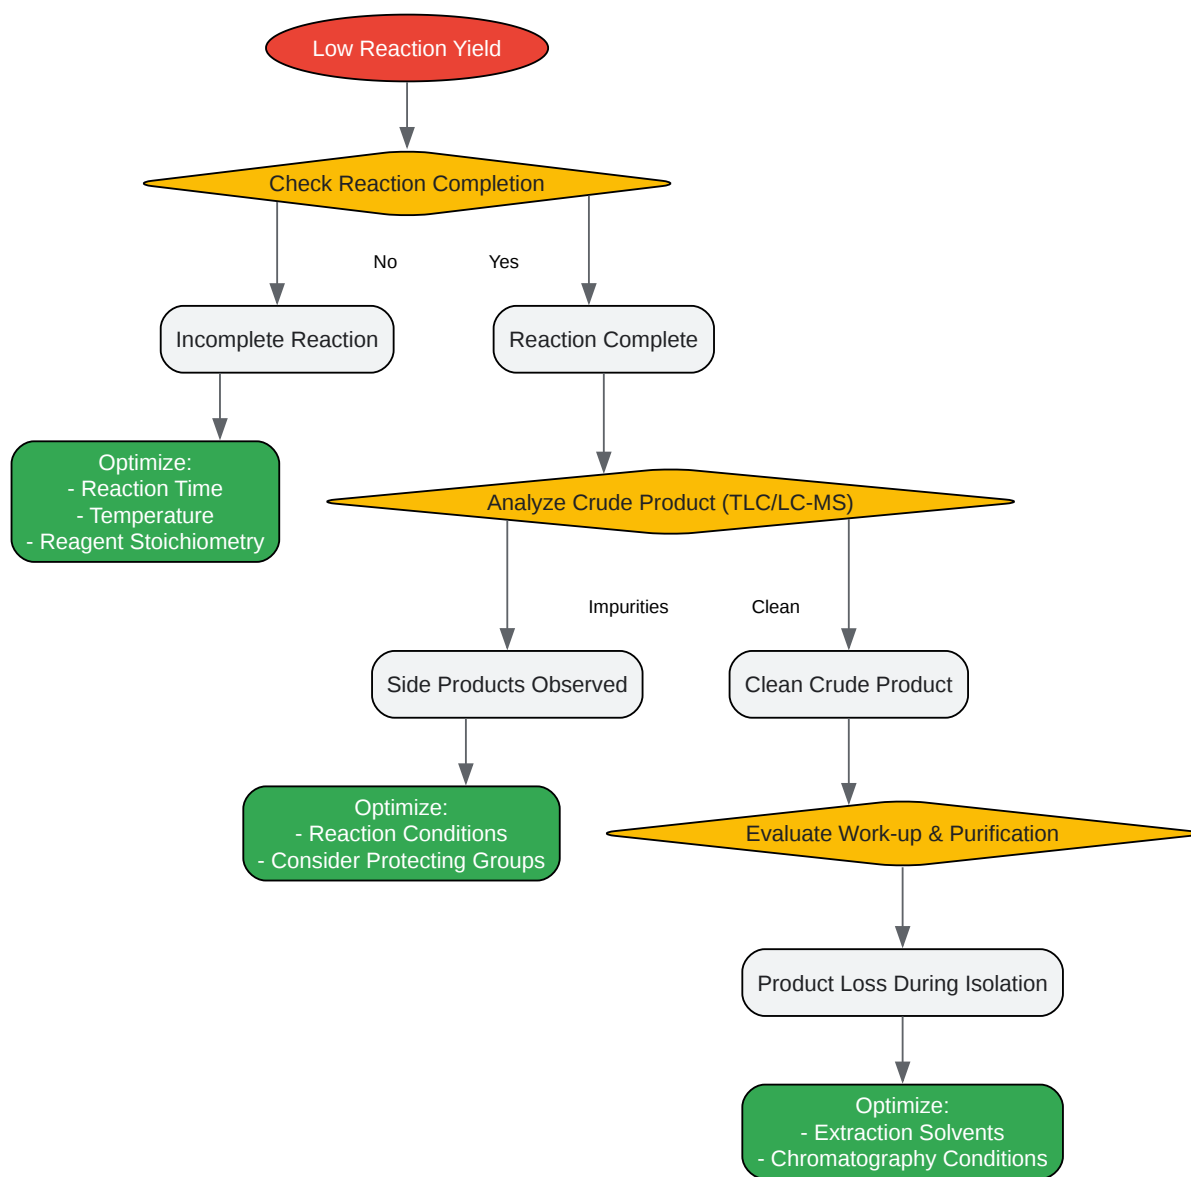 Low Reaction Yield
Check Reaction Completion
No
Yes
Incomplete Reaction
Reaction Complete
Optimize:
- Reaction Time
- Temperature
- Reagent Stoichiometry
Analyze Crude Product (TLC/LC-MS)
Impurities
Clean
Side Products Observed
Clean Crude Product
Optimize:
- Reaction Conditions
- Consider Protecting Groups
Evaluate Work-up & Purification
Product Loss During Isolation
Optimize:
- Extraction Solvents
- Chromatography Conditions